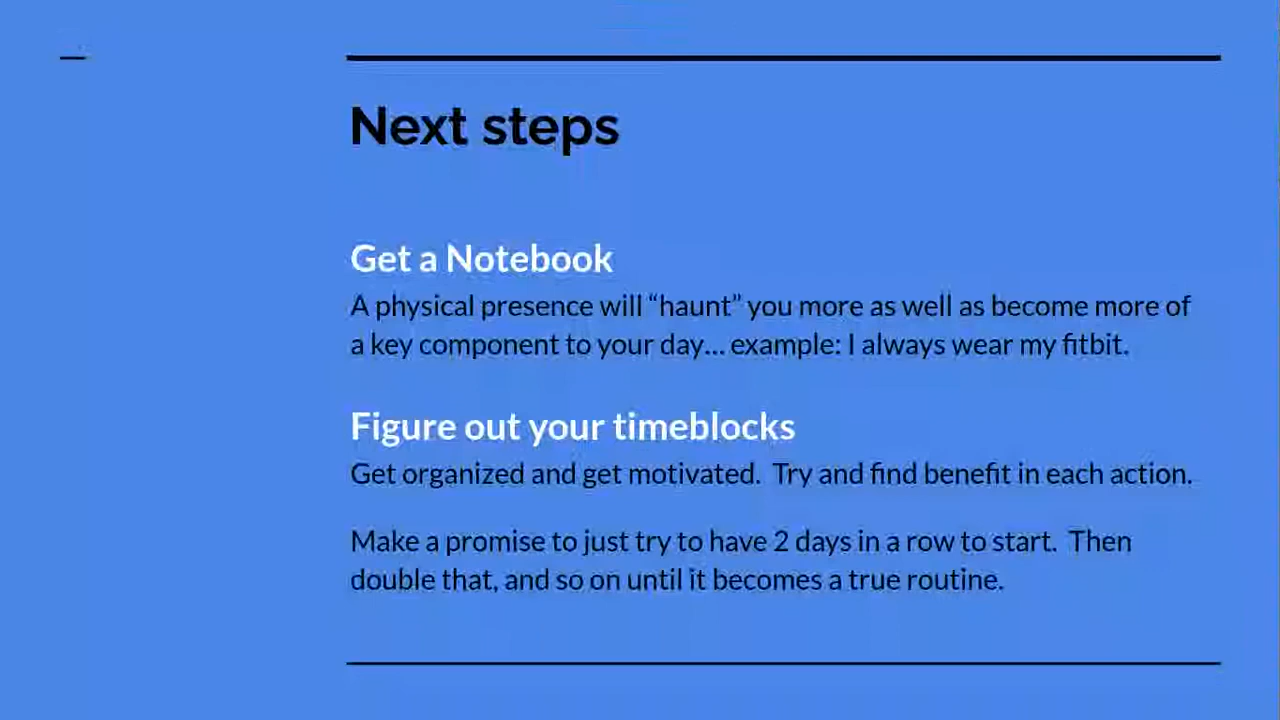 Next steps
Get a Notebook
A physical presence will “haunt” you more as well as become more of
a key component to your day... example: I always wear my fitbit.
Figure out your timeblocks
Get organized and get motivated.  Try and find benefit in each action.
Make a promise to just try to have 2 days in a row to start.  Then
double that, and so on until it becomes a true routine.